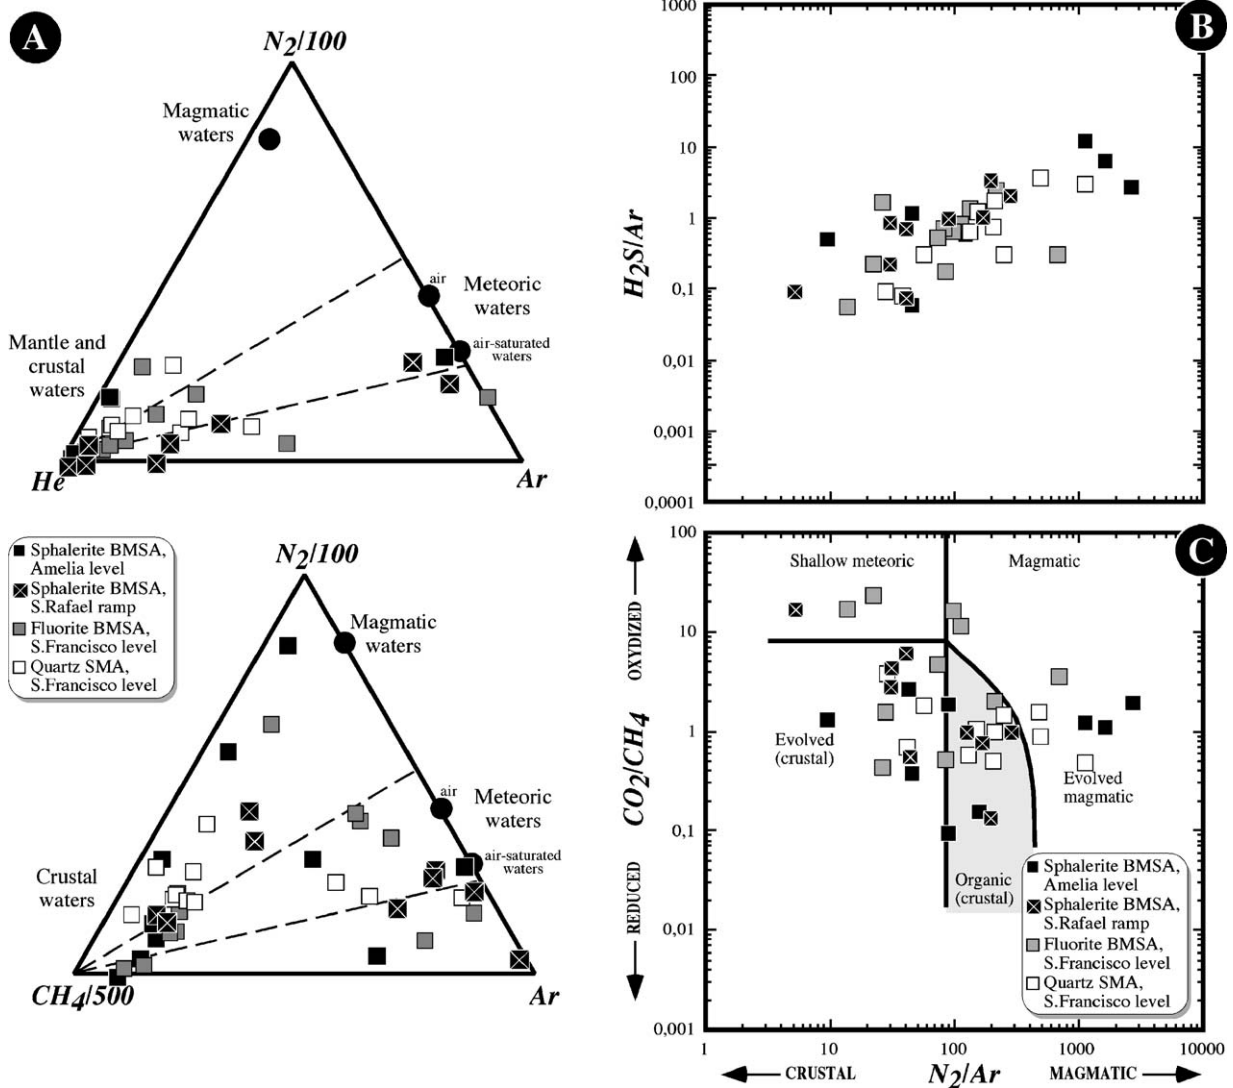 A
N2/100
Magmatic
waters
air
Meteoric
waters
air-saturated
waters
Mantle and
crustal
waters
He
Ar
Sphalerite BMSA,
Amelia level
Sphalerite BMSA,
S.Rafael ramp
Fluorite BMSA,
S.Francisco level
Quartz SMA,
S.Francisco level
N2/100
Magmatic
waters
air
Meteoric
waters
air-saturated
waters
Crustal
waters
CH4/500
Ar
B
1000
100
10
1
0,1
0,01
0,001
0,0001
H2S/Ar
C
100
10
1
0,1
0,01
0,001
OXYDIZED
CO2/CH4
REDUCED
Shallow meteoric
Magmatic
Evolved
(crustal)
Evolved
magmatic
Organic
(crustal)
Sphalerite BMSA,
Amelia level
Sphalerite BMSA,
S.Rafael ramp
Fluorite BMSA,
S.Francisco level
Quartz SMA,
S.Francisco level
1
10
100
1000
10000
CRUSTAL
N2/Ar
MAGMATIC